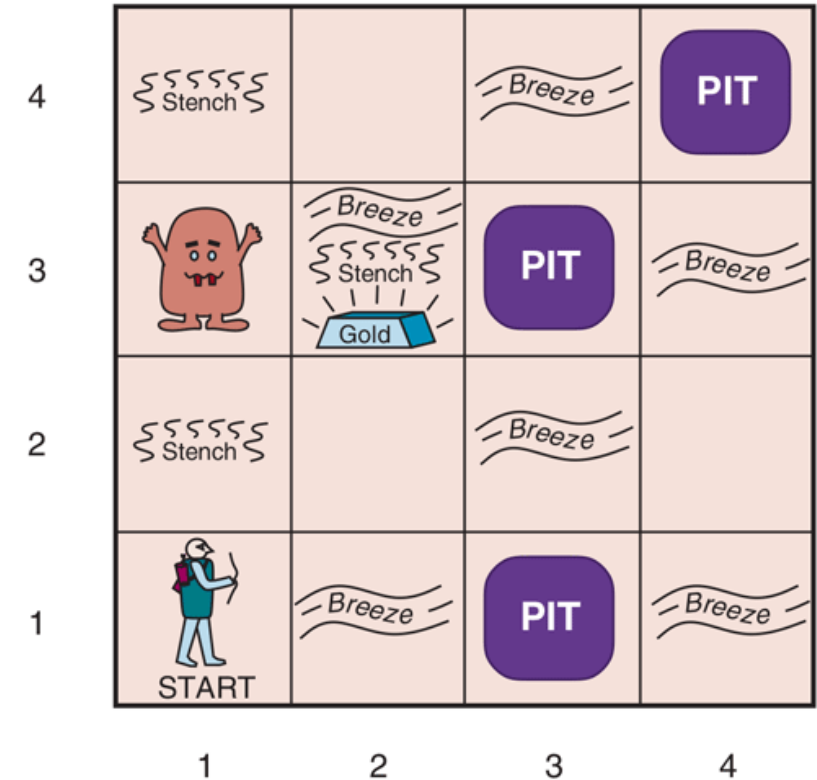 4
Stench
Breeze
PIT
3
Breeze
Stench
Gold
PIT
Breeze
2
Stench
Breeze
1
START
Breeze
PIT
Breeze
1 2 3 4